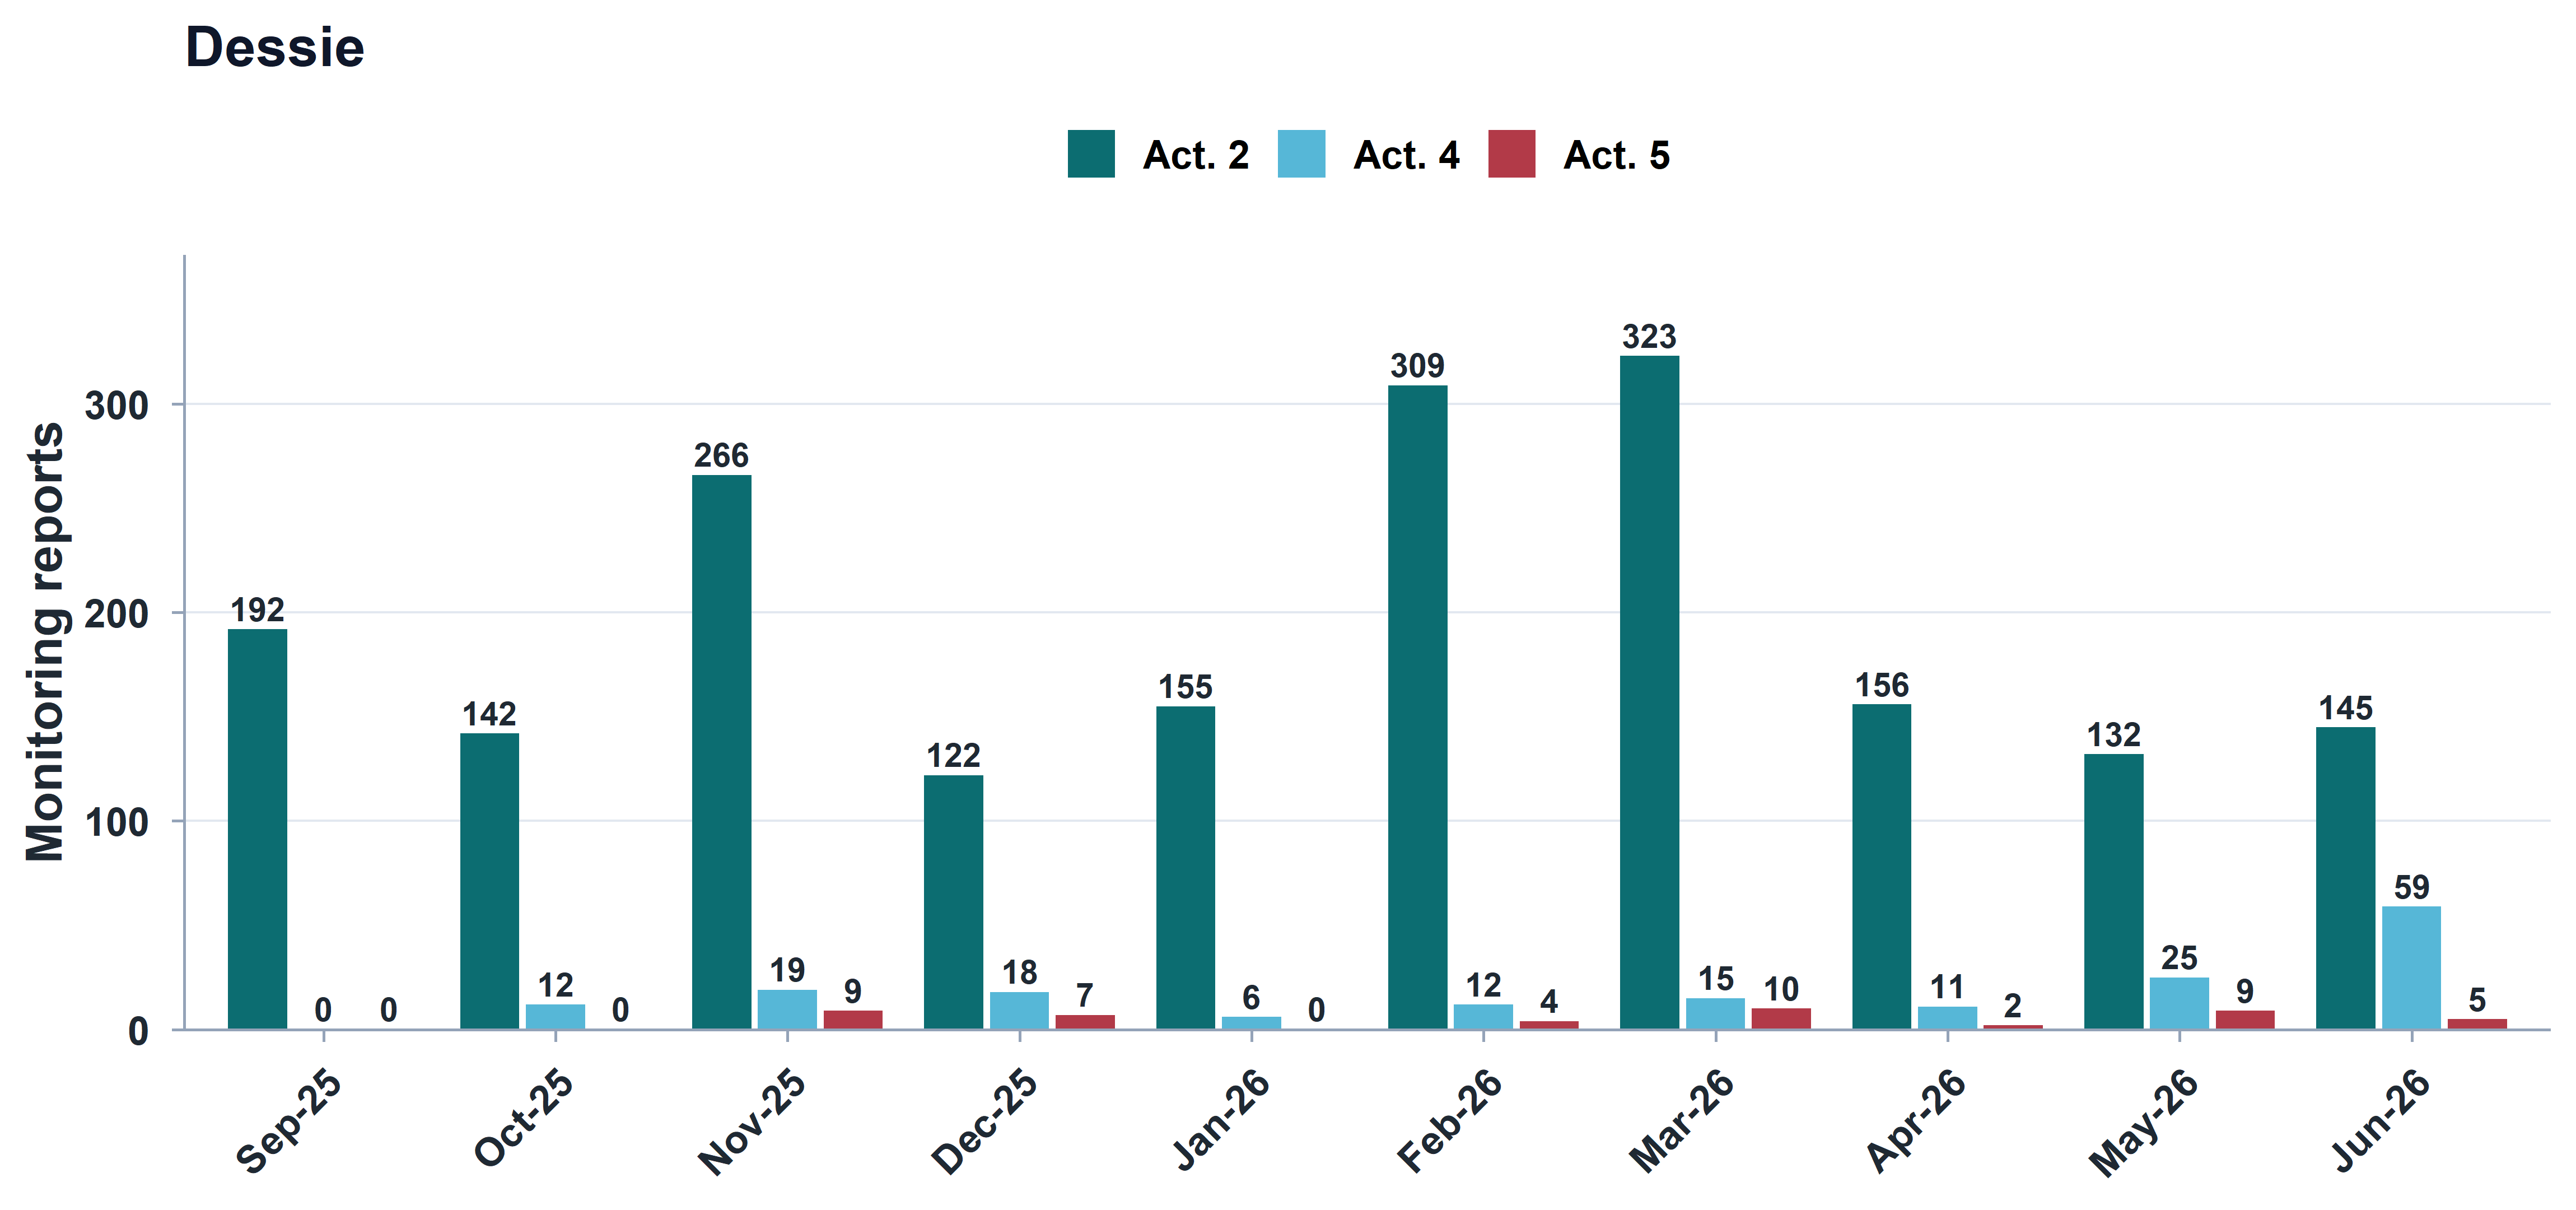 Dessie
Act. 2 Act. 4 Act. 5
Monitoring reports
300
200
100
0
192 0 0
142 12 0
266 19 9
122 18 7
155 6 0
309 12 4
323 15 10
156 11 2
132 25 9
145 59 5
Sep-25 Oct-25 Nov-25 Dec-25 Jan-26 Feb-26 Mar-26 Apr-26 May-26 Jun-26